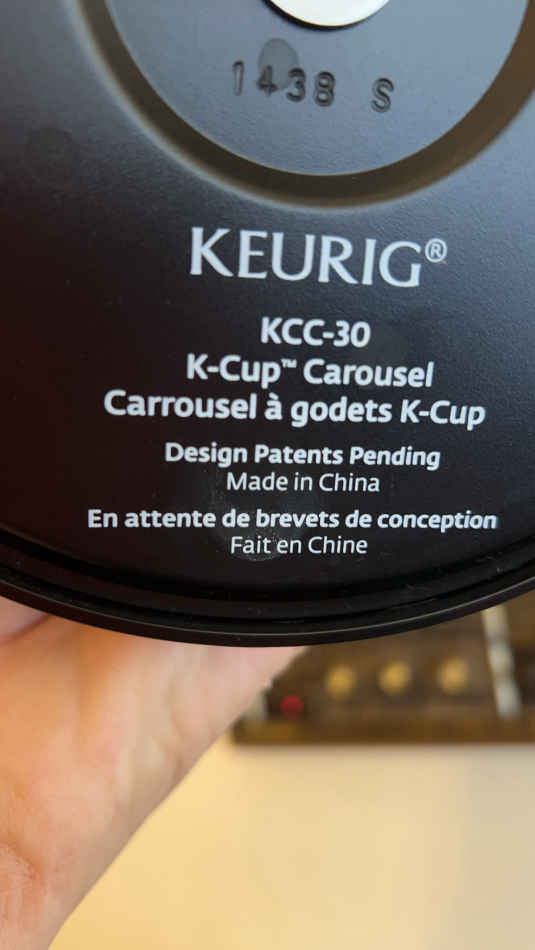 1438 S
KEURIG®
KCC-30
K-Cup™ Carousel
Carrousel à godets K-Cup
Design Patents Pending
Made in China
En attente de brevets de conception
Fait en Chine